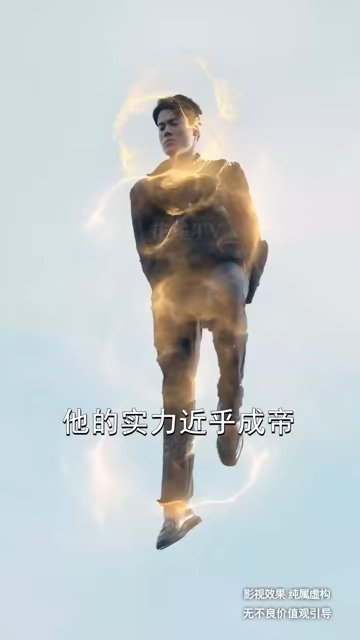 他的实力近乎成帝
影视效果 纯属虚构
无不良价值观引导